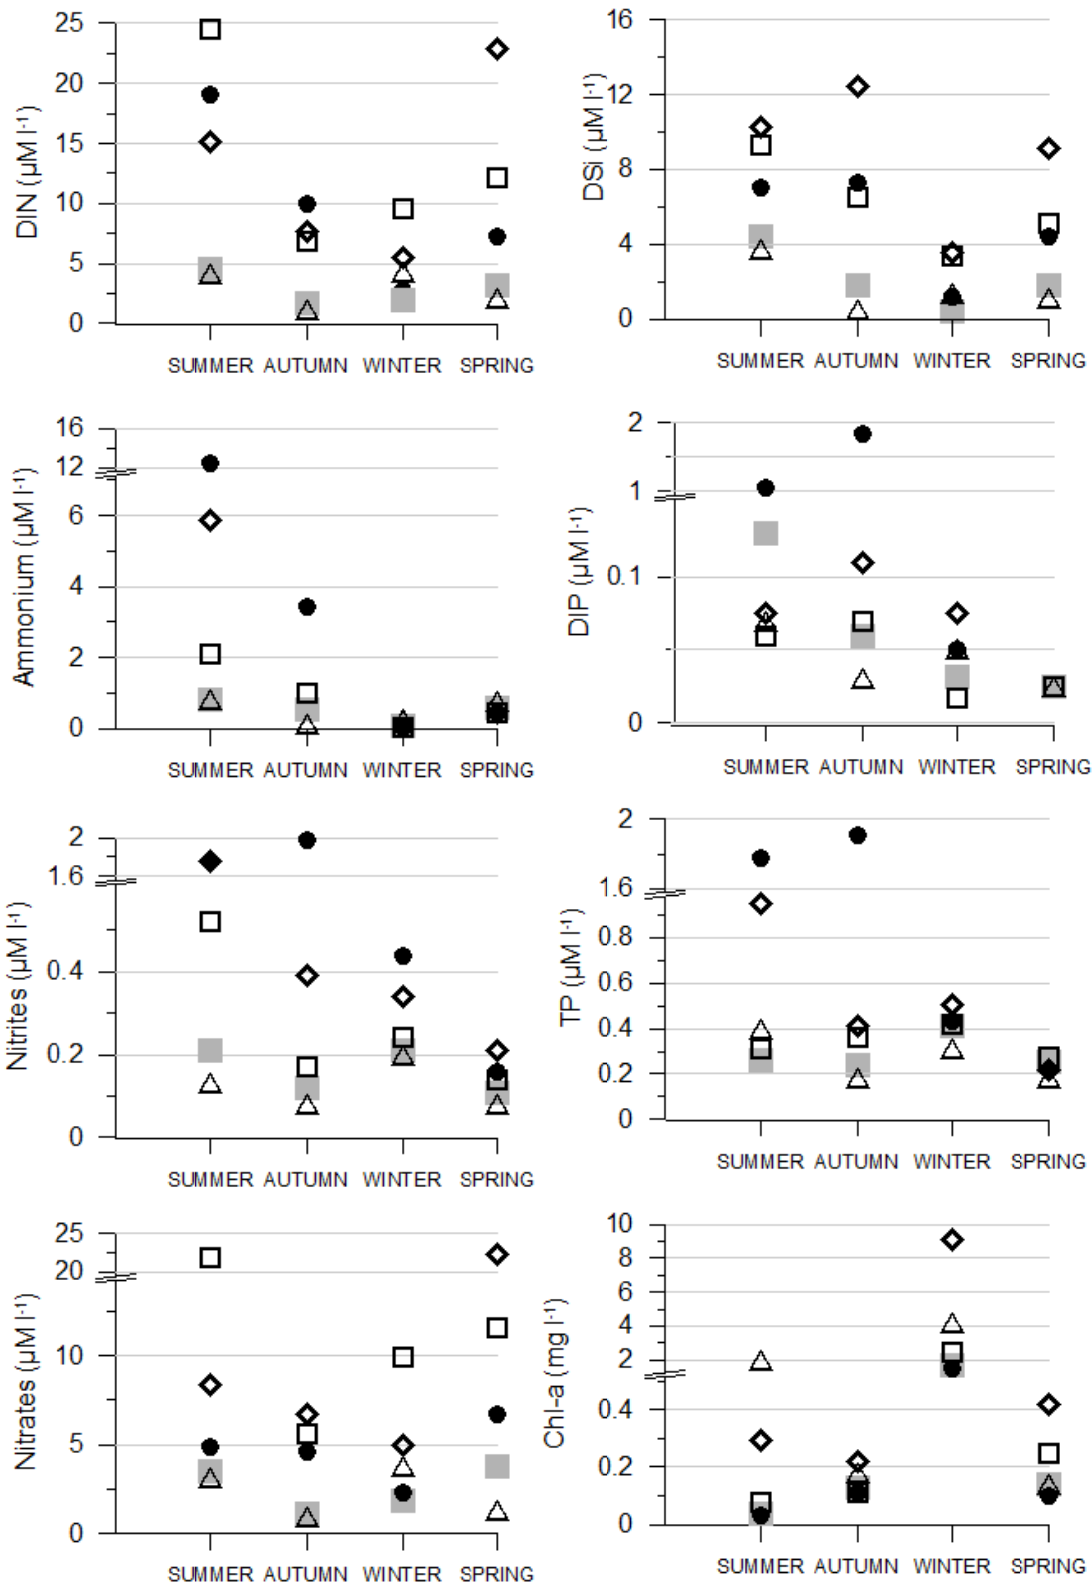 DIN (µM l-1)
25
20
15
10
5
0
SUMMER AUTUMN WINTER SPRING
DSi (µM l-1)
16
12
8
4
0
SUMMER AUTUMN WINTER SPRING
Ammonium (µM l-1)
16
12
6
4
2
0
SUMMER AUTUMN WINTER SPRING
DIP (µM l-1)
2
1
0.1
0
SUMMER AUTUMN WINTER SPRING
Nitrites (µM l-1)
2
1.6
0.4
0.2
0
SUMMER AUTUMN WINTER SPRING
TP (µM l-1)
2
1.6
0.8
0.6
0.4
0.2
0
SUMMER AUTUMN WINTER SPRING
Nitrates (µM l-1)
25
20
10
5
0
SUMMER AUTUMN WINTER SPRING
Chl-a (mg l-1)
10
8
6
4
2
0.4
0.2
0
SUMMER AUTUMN WINTER SPRING